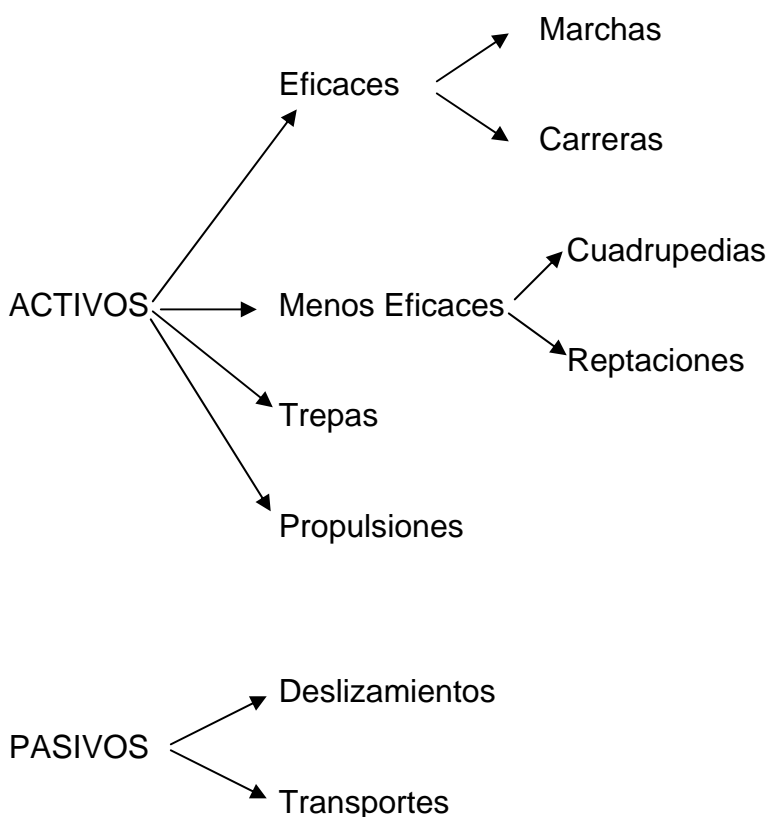 Marchas
Eficaces
Carreras
Cuadrupedias
ACTIVOS
Menos Eficaces
Reptaciones
Trepas
Propulsiones
Deslizamientos
PASIVOS
Transportes